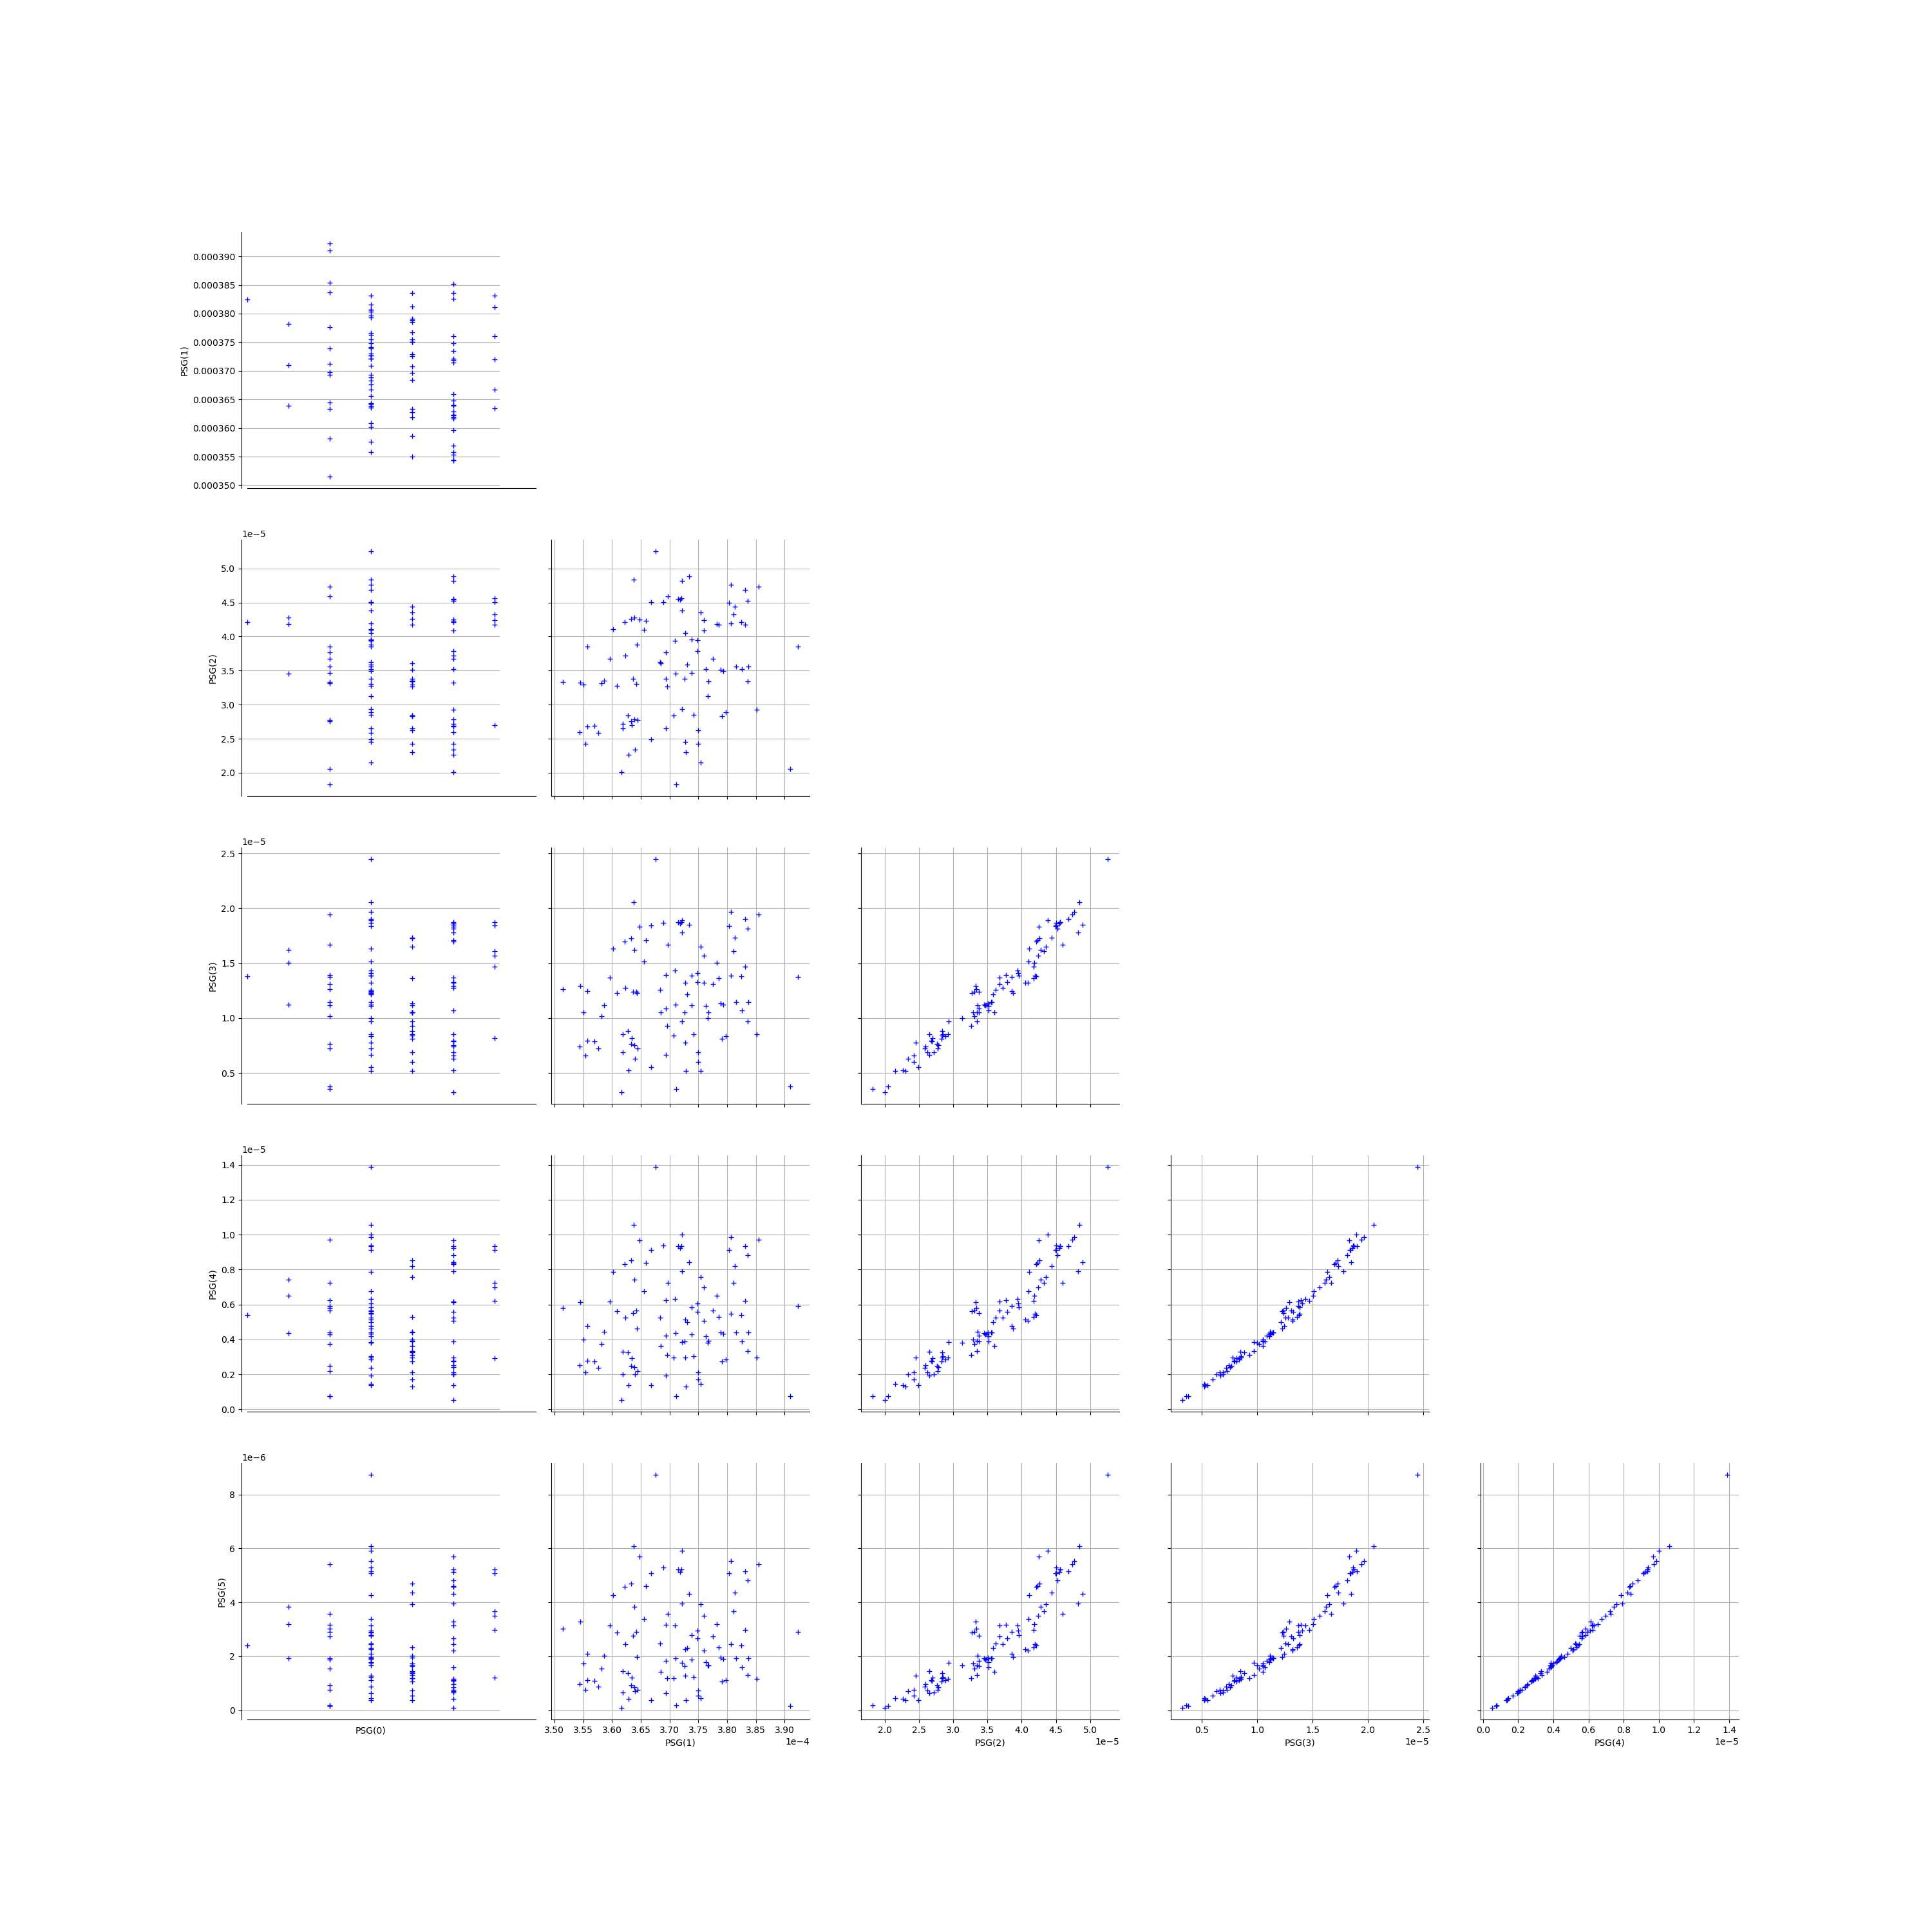 0.000390
0.000385
0.000380
0.000375
0.000370
0.000365
0.000360
0.000355
0.000350
PSG(1)
1e−5
5.0
4.5
4.0
3.5
3.0
2.5
2.0
PSG(2)
1e−5
2.5
2.0
1.5
1.0
0.5
PSG(3)
1e−5
1.4
1.2
1.0
0.8
0.6
0.4
0.2
0.0
PSG(4)
1e−6
8
6
4
2
0
PSG(5)
PSG(0)
3.50 3.55 3.60 3.65 3.70 3.75 3.80 3.85 3.90
PSG(1) 1e−4
2.0 2.5 3.0 3.5 4.0 4.5 5.0
PSG(2) 1e−5
0.5 1.0 1.5 2.0 2.5
PSG(3) 1e−5
0.0 0.2 0.4 0.6 0.8 1.0 1.2 1.4
PSG(4) 1e−5